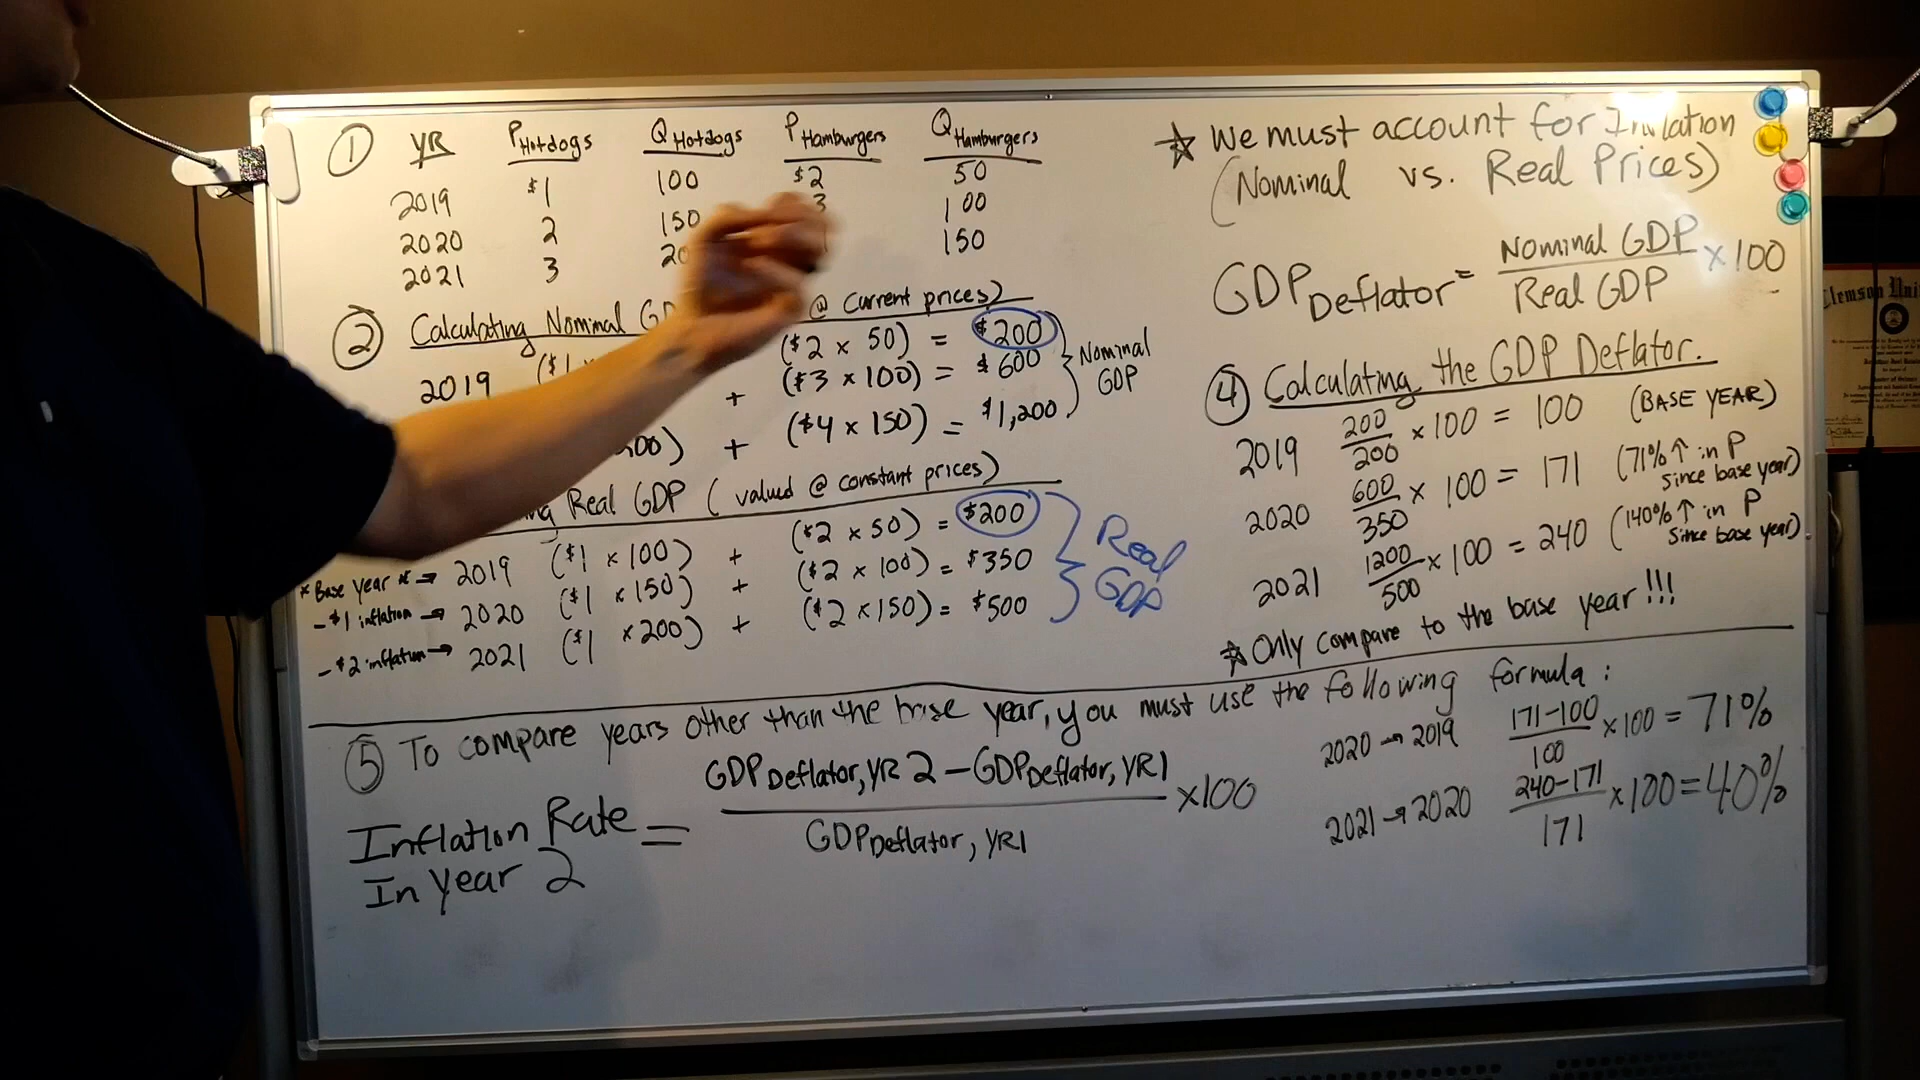 ① YR P Hotdogs Q Hotdogs P Hamburgers Q Hamburgers
2019 $1 100 $2 50
2020 2 150 3 100
2021 3 20 150
② Calculating Nominal GD @ current prices)
2019 ($1 ($2 x 50) = $200
+ ($3 x 100) = $600
00) + ($4 x 150) = $1,200
Nominal
GDP
Real GDP (valued @ constant prices)
* Base year * → 2019 ($1 x 100) + ($2 x 50) = $200
- $1 inflation → 2020 ($1 x 150) + ($2 x 100) = $350
- $2 inflation → 2021 ($1 x 200) + ($2 x 150) = $500
Real
GDP
☆ We must account for Inflation
(Nominal vs. Real Prices)
GDP Deflator = Nominal GDP / Real GDP x 100
④ Calculating the GDP Deflator.
2019 200/200 x 100 = 100 (BASE YEAR)
2020 600/350 x 100 = 171 (71% ↑ in P
since base year)
2021 1200/500 x 100 = 240 (140% ↑ in P
since base year).
☆ Only compare to the base year!!!
⑤ To compare years other than the base year, you must use the following formula:
Inflation Rate
In Year 2
= GDP Deflator, YR 2 - GDP Deflator, YR1 / GDP Deflator, YR1 x100
2020 → 2019 171-100/100 x 100 = 71%
2021 → 2020 240-171/171 x 100 = 40%
Clemson Uni